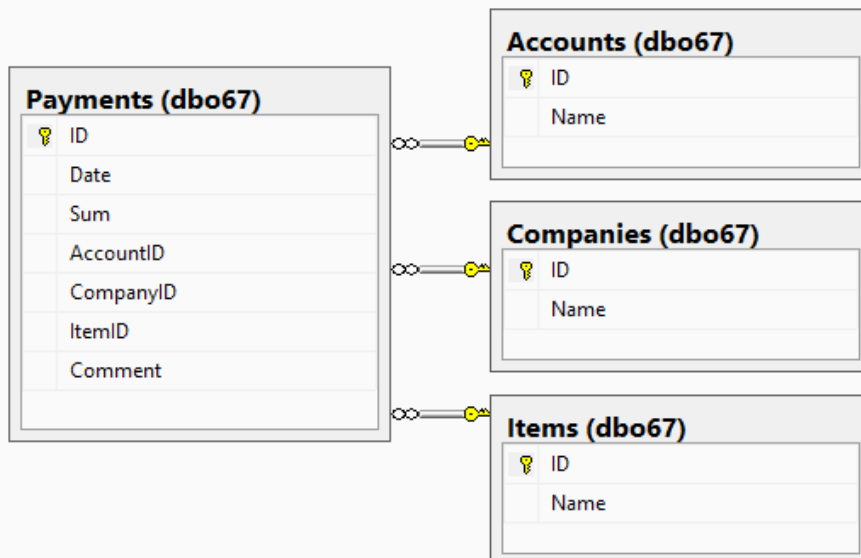 Payments (dbo67)
ID
Date
Sum
AccountID
CompanyID
ItemID
Comment
Accounts (dbo67)
ID
Name
Companies (dbo67)
ID
Name
Items (dbo67)
ID
Name